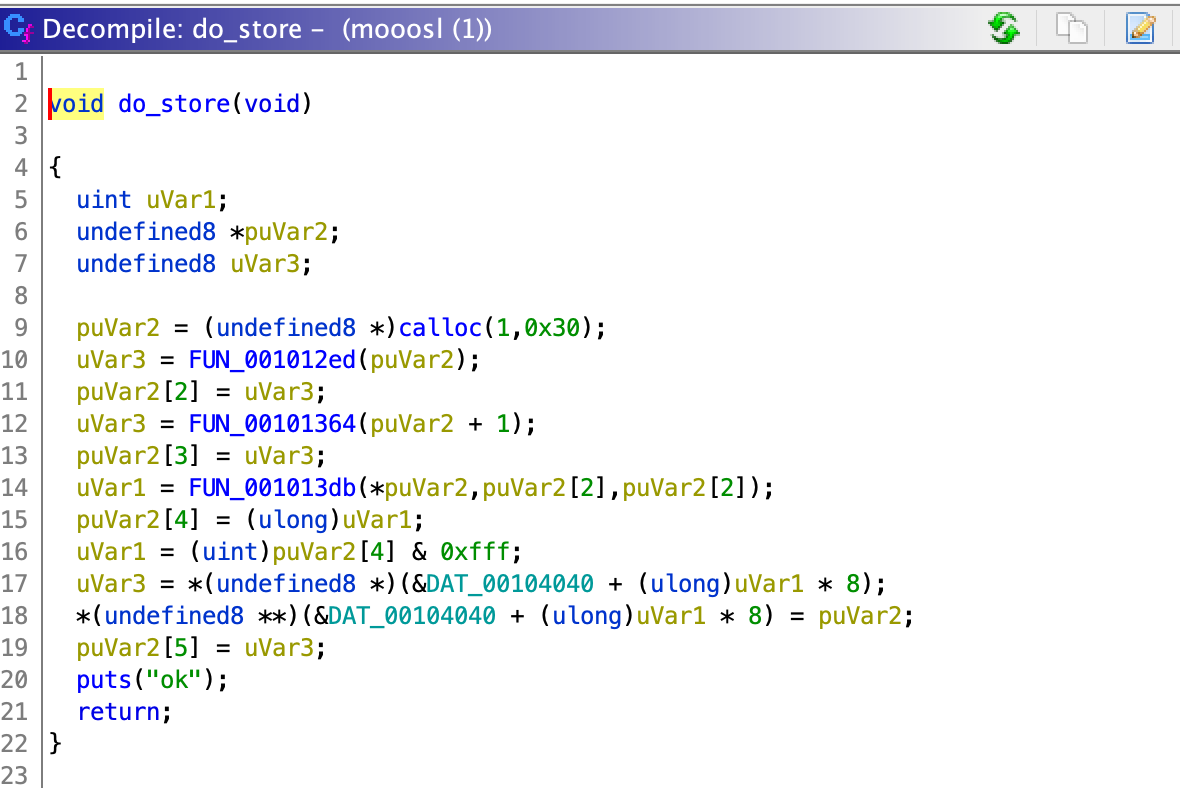 Decompile: do_store – (mooosl (1))
1
2 void do_store(void)
3
4 {
5 uint uVar1;
6 undefined8 *puVar2;
7 undefined8 uVar3;
8
9 puVar2 = (undefined8 *)calloc(1,0x30);
10 uVar3 = FUN_001012ed(puVar2);
11 puVar2[2] = uVar3;
12 uVar3 = FUN_00101364(puVar2 + 1);
13 puVar2[3] = uVar3;
14 uVar1 = FUN_001013db(*puVar2,puVar2[2],puVar2[2]);
15 puVar2[4] = (ulong)uVar1;
16 uVar1 = (uint)puVar2[4] & 0xfff;
17 uVar3 = *(undefined8 *)(&DAT_00104040 + (ulong)uVar1 * 8);
18 *(undefined8 **)(&DAT_00104040 + (ulong)uVar1 * 8) = puVar2;
19 puVar2[5] = uVar3;
20 puts("ok");
21 return;
22 }
23